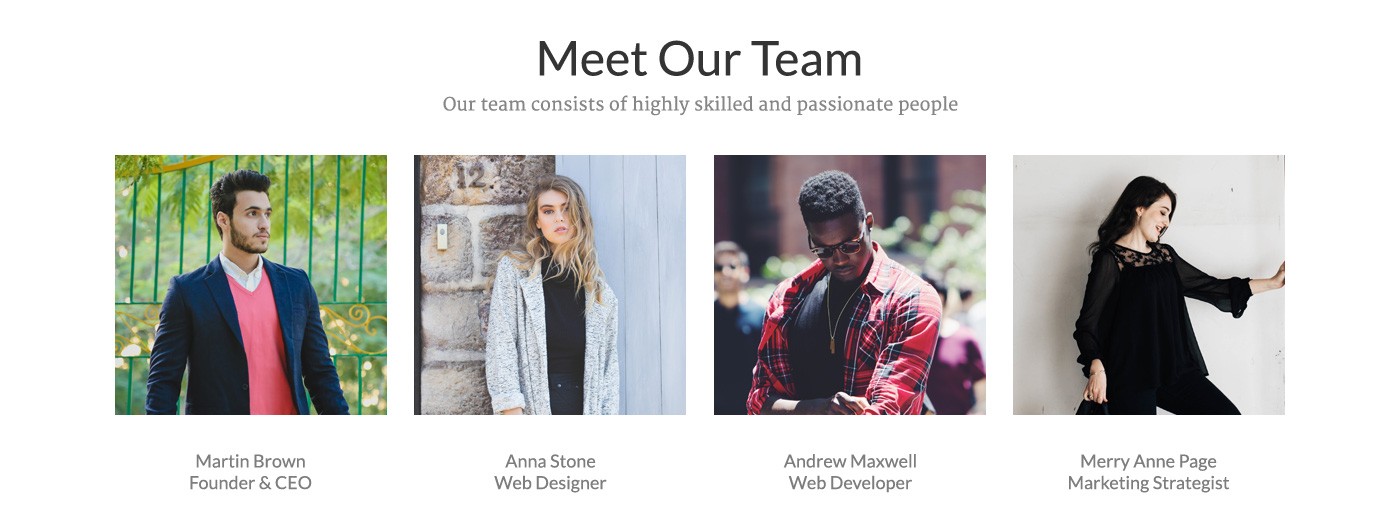 Meet Our Team
Our team consists of highly skilled and passionate people
12
Martin Brown
Founder & CEO
Anna Stone
Web Designer
Andrew Maxwell
Web Developer
Merry Anne Page
Marketing Strategist